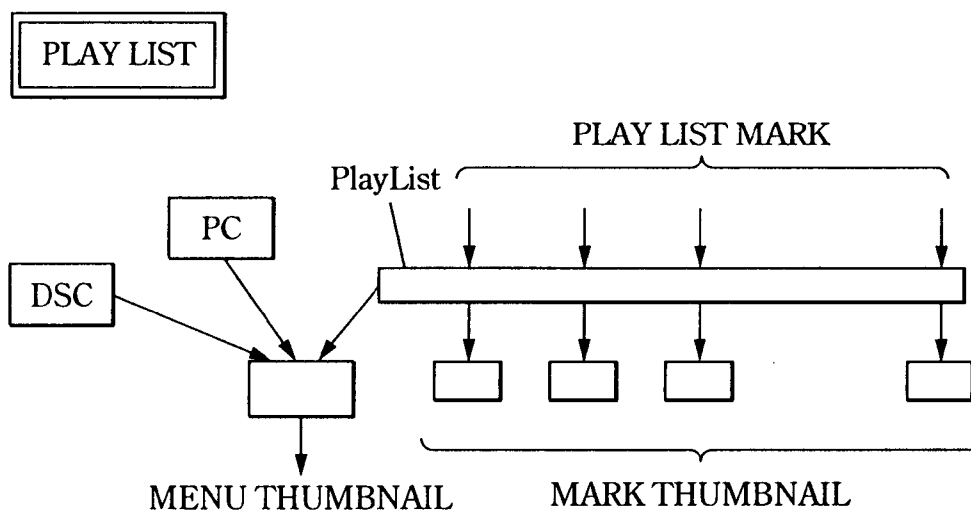 PLAY LIST
PLAY LIST MARK
PlayList
PC
DSC
MENU THUMBNAIL
MARK THUMBNAIL